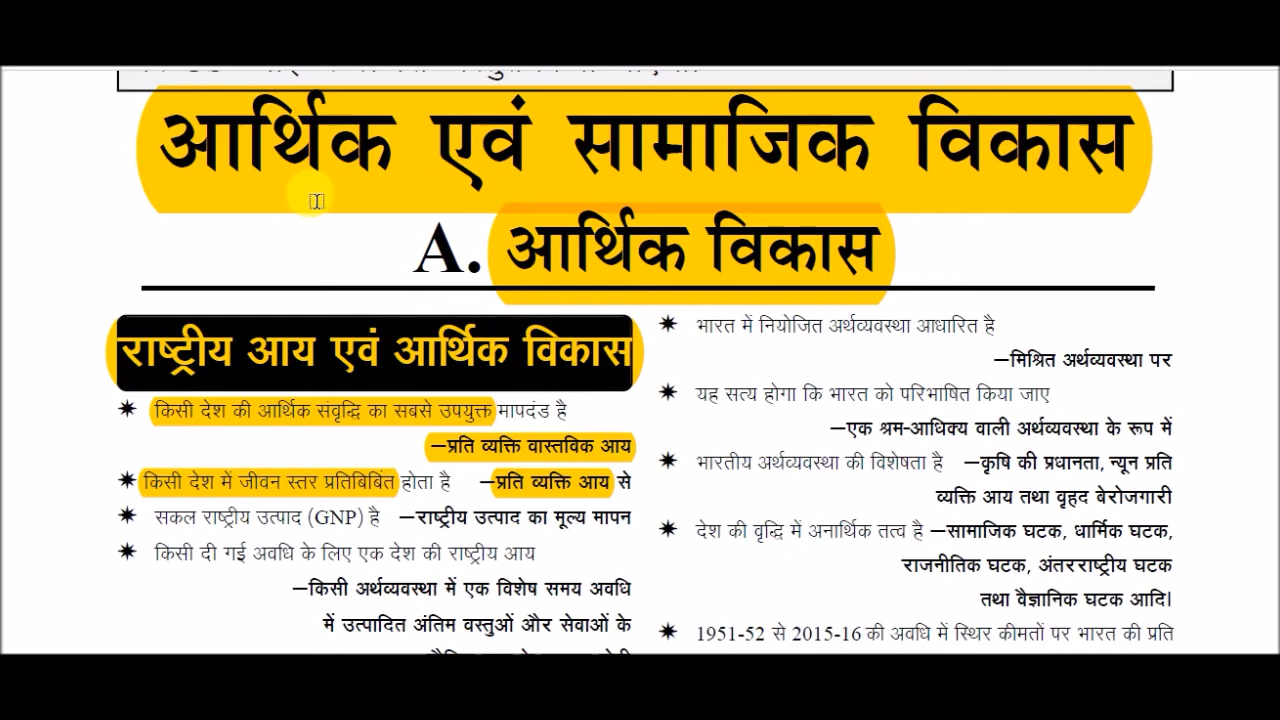 आर्थिक एवं सामाजिक विकास
A. आर्थिक विकास
राष्ट्रीय आय एवं आर्थिक विकास
✷ किसी देश की आर्थिक संवृद्धि का सबसे उपयुक्त मापदंड है
–प्रति व्यक्ति वास्तविक आय
✷ किसी देश में जीवन स्तर प्रतिबिबिंत होता है –प्रति व्यक्ति आय से
✷ सकल राष्ट्रीय उत्पाद (GNP) है –राष्ट्रीय उत्पाद का मूल्य मापन
✷ किसी दी गई अवधि के लिए एक देश की राष्ट्रीय आय
–किसी अर्थव्यवस्था में एक विशेष समय अवधि
में उत्पादित अंतिम वस्तुओं और सेवाओं के
✷ भारत में नियोजित अर्थव्यवस्था आधारित है
–मिश्रित अर्थव्यवस्था पर
✷ यह सत्य होगा कि भारत को परिभाषित किया जाए
–एक श्रम-आधिक्य वाली अर्थव्यवस्था के रूप में
✷ भारतीय अर्थव्यवस्था की विशेषता है –कृषि की प्रधानता, न्यून प्रति
व्यक्ति आय तथा वृहद बेरोजगारी
✷ देश की वृद्धि में अनार्थिक तत्व है –सामाजिक घटक, धार्मिक घटक,
राजनीतिक घटक, अंतरराष्ट्रीय घटक
तथा वैज्ञानिक घटक आदि।
✷ 1951-52 से 2015-16 की अवधि में स्थिर कीमतों पर भारत की प्रति